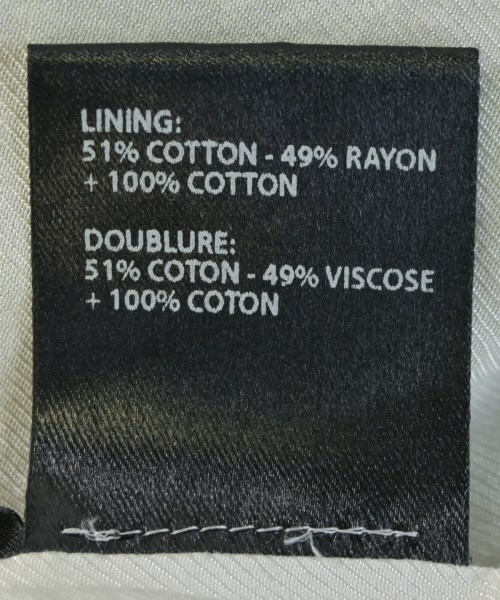 LINING:
51% COTTON - 49% RAYON
+ 100% COTTON
DOUBLURE:
51% COTON - 49% VISCOSE
+ 100% COTON